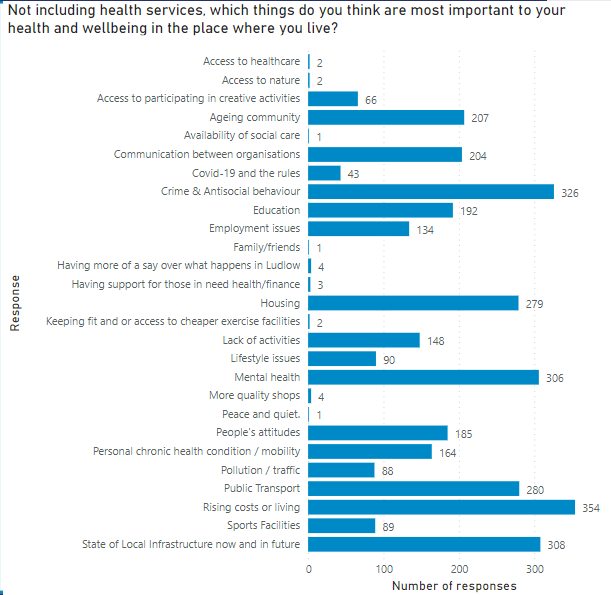 Not including health services, which things do you think are most important to your
health and wellbeing in the place where you live?
Access to healthcare 2
Access to nature 2
Access to participating in creative activities 66
Ageing community 207
Availability of social care 1
Communication between organisations 204
Covid-19 and the rules 43
Crime & Antisocial behaviour 326
Education 192
Employment issues 134
Family/friends 1
Having more of a say over what happens in Ludlow 4
Having support for those in need health/finance 3
Housing 279
Keeping fit and or access to cheaper exercise facilities 2
Lack of activities 148
Lifestyle issues 90
Mental health 306
More quality shops 4
Peace and quiet. 1
People's attitudes 185
Personal chronic health condition / mobility 164
Pollution / traffic 88
Public Transport 280
Rising costs or living 354
Sports Facilities 89
State of Local Infrastructure now and in future 308
Response
0 100 200 300
Number of responses